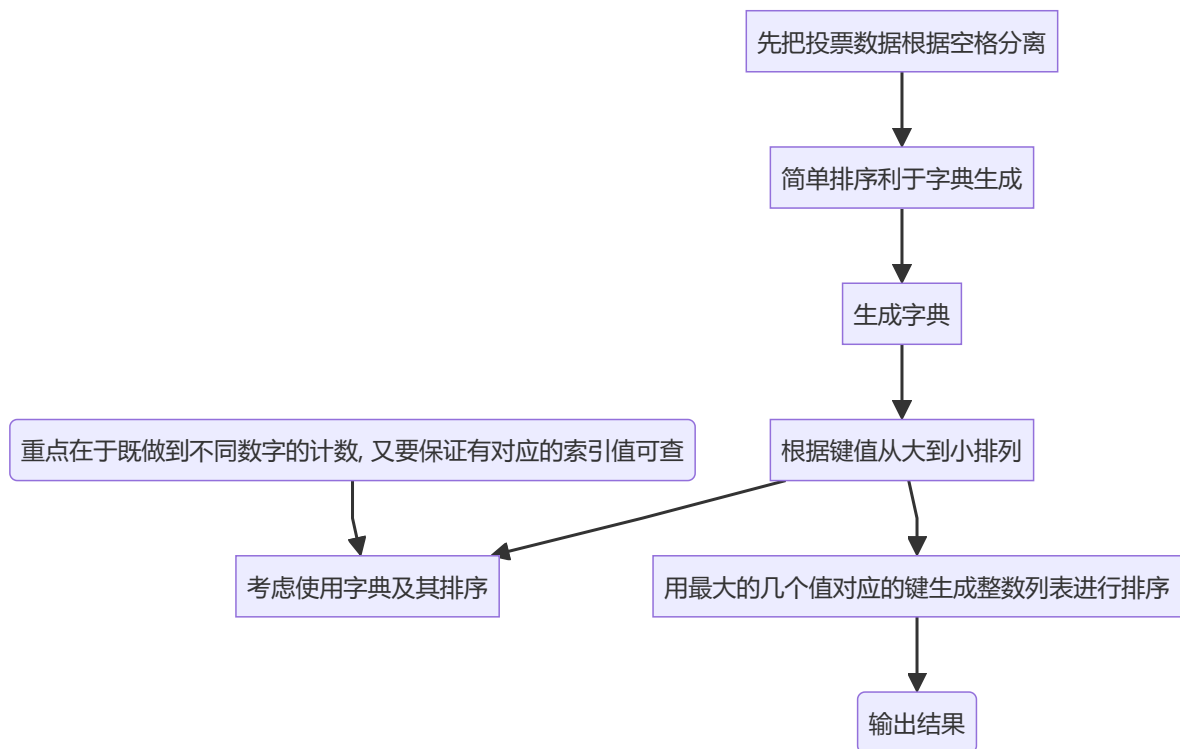 先把投票数据根据空格分离
简单排序利于字典生成
生成字典
重点在于既做到不同数字的计数, 又要保证有对应的索引值可查
根据键值从大到小排列
考虑使用字典及其排序
用最大的几个值对应的键生成整数列表进行排序
输出结果